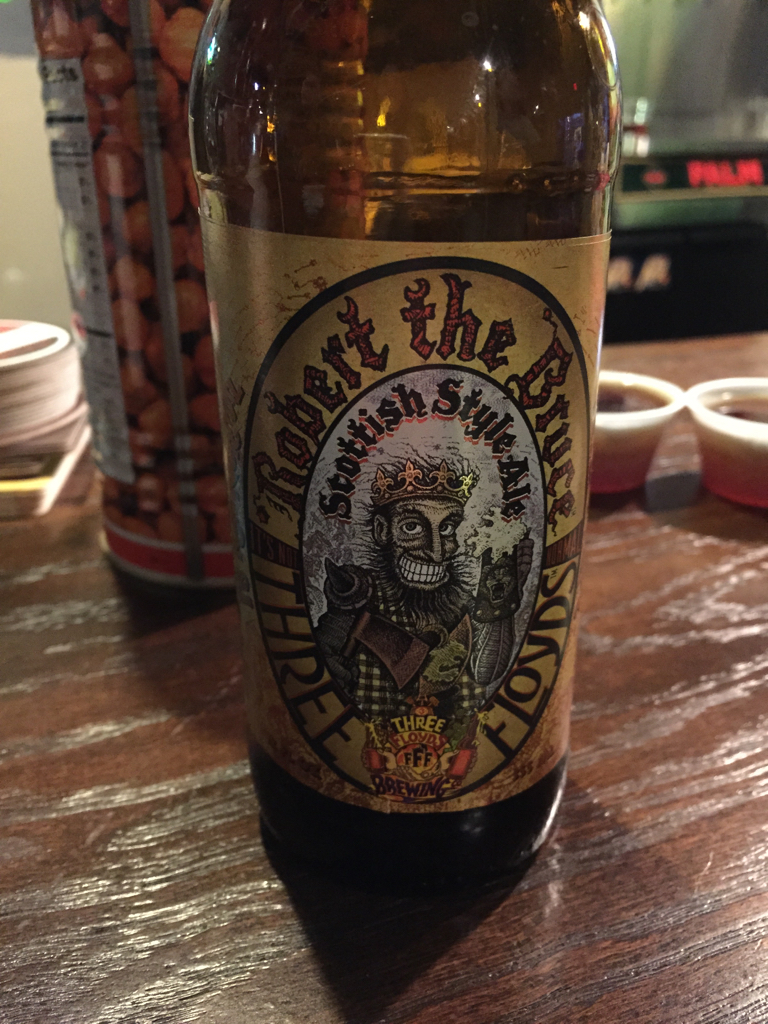 PALM
Robert the Bruce
Scottish Style Ale
THREE FLOYDS
THREE
FLOYDS
FFF
BREWING